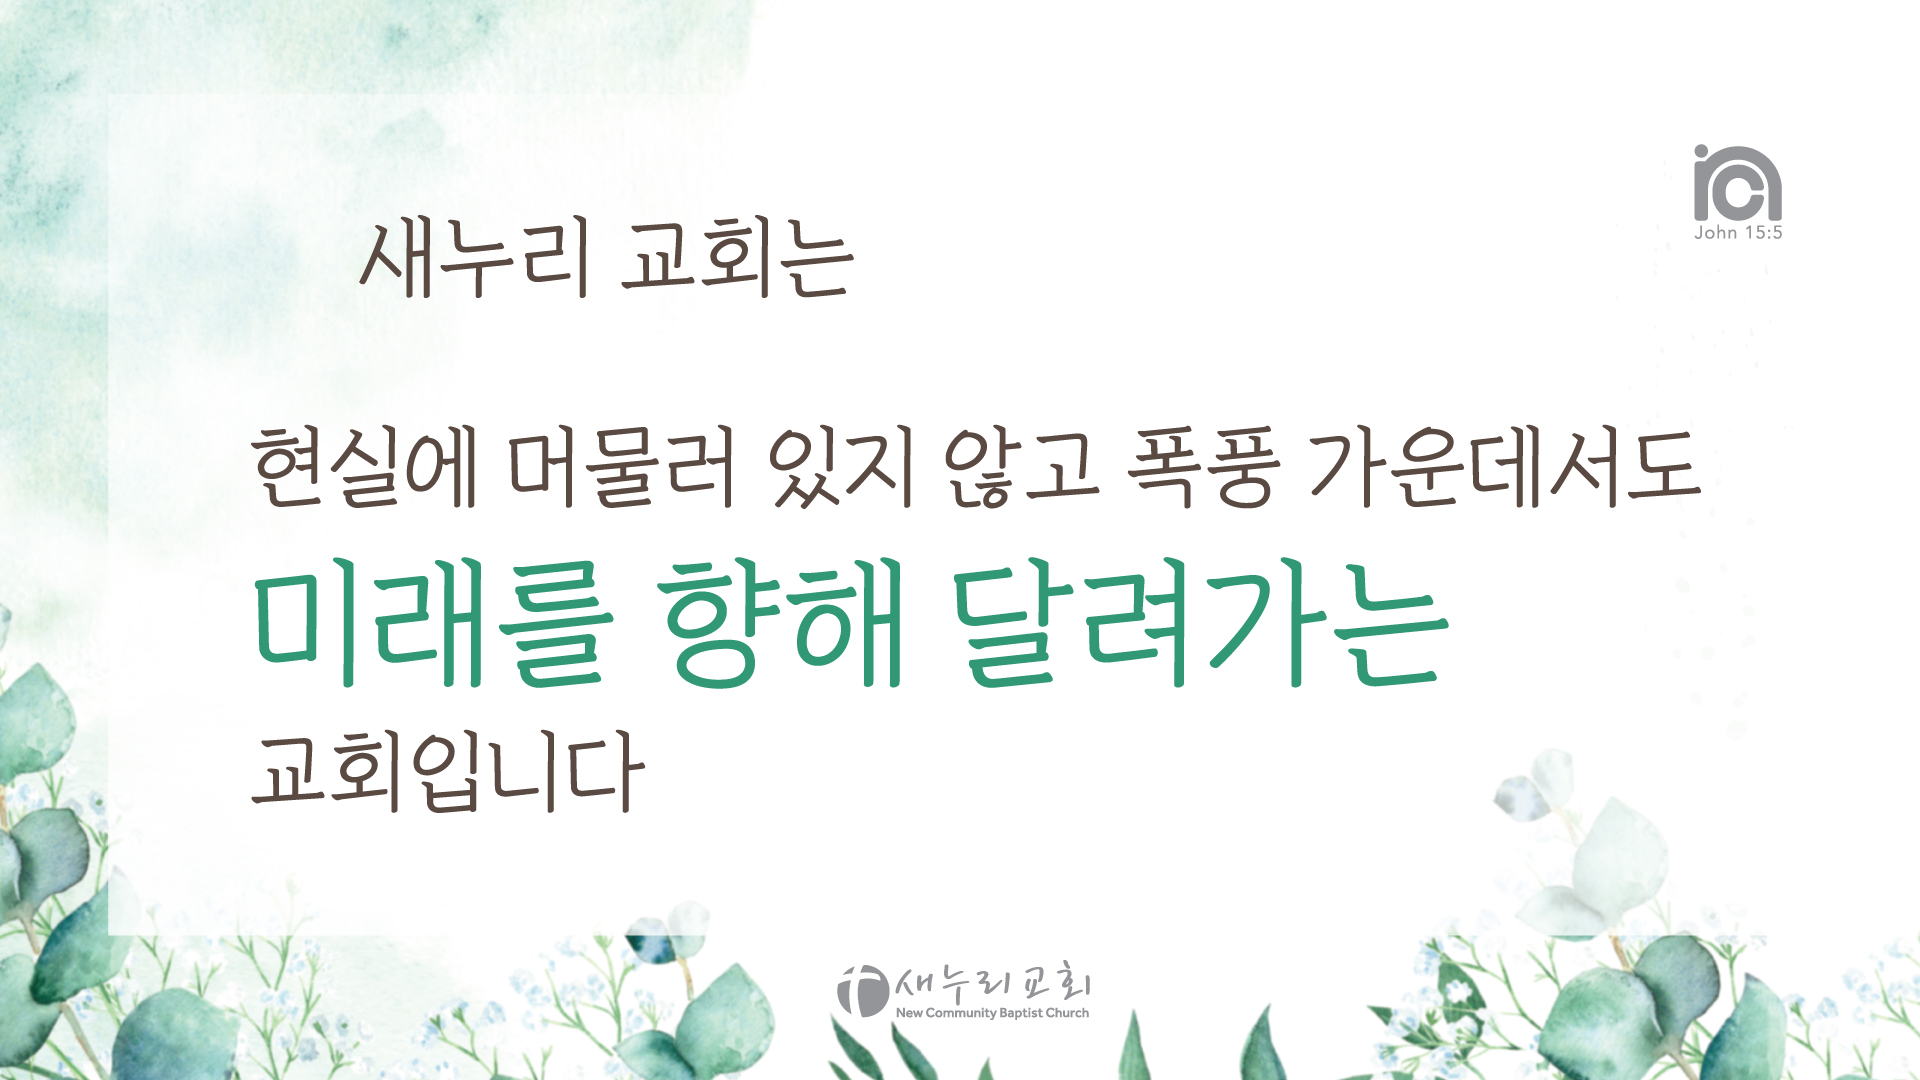 John 15:5
새누리 교회는
현실에 머물러 있지 않고 폭풍 가운데서도
미래를 향해 달려가는
교회입니다
새누리교회
New Community Baptist Church